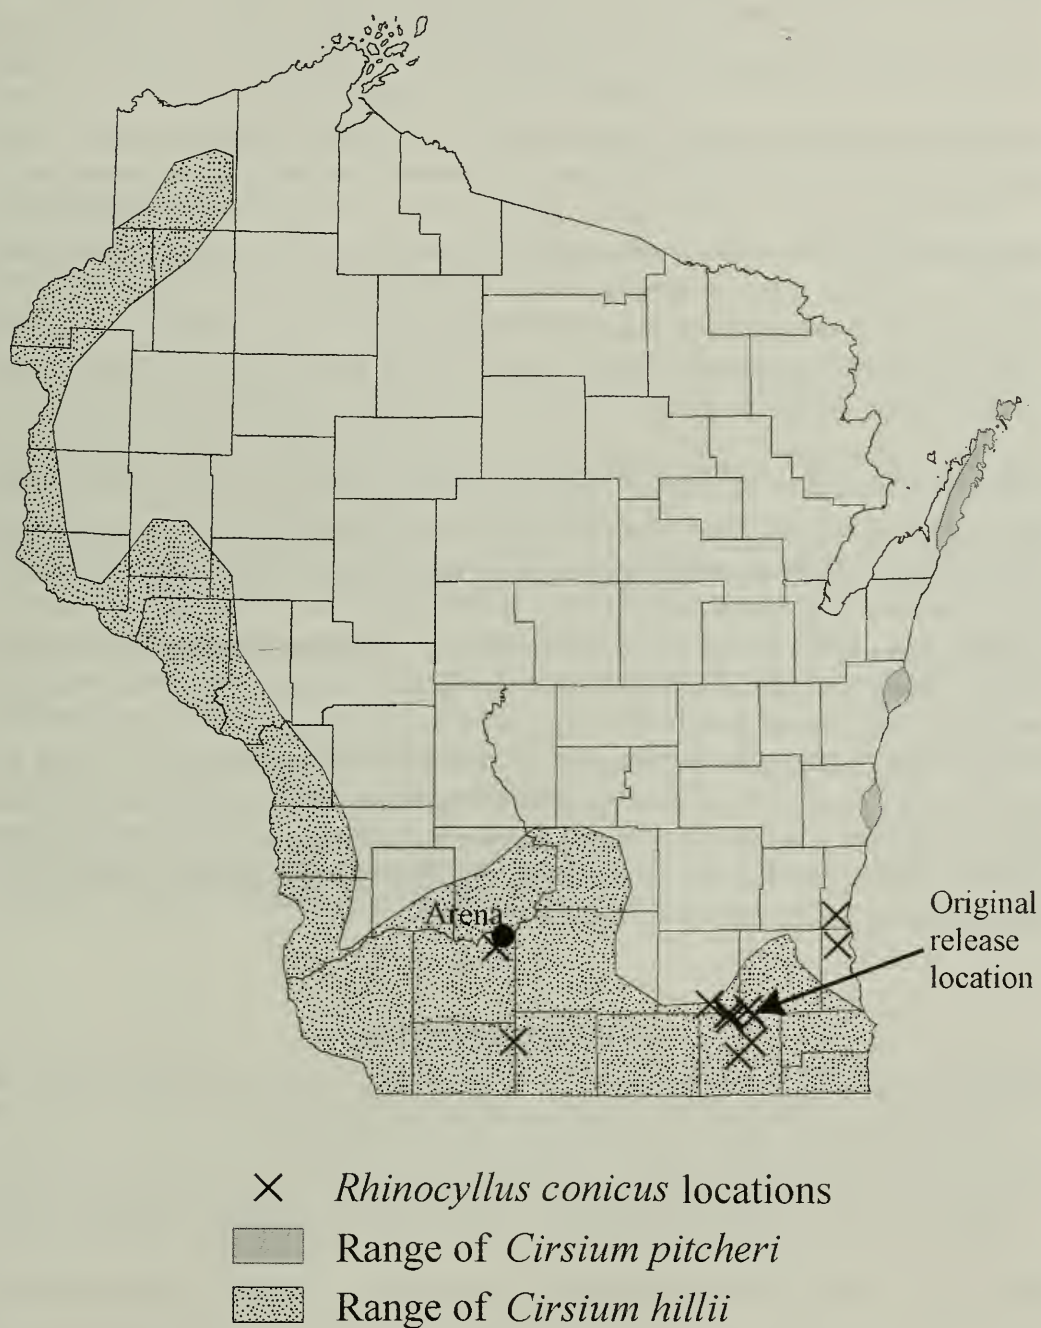 Arena
Original
release
location
Rhinocyllus conicus locations
Range of Cirsium pitcheri
Range of Cirsium hillii